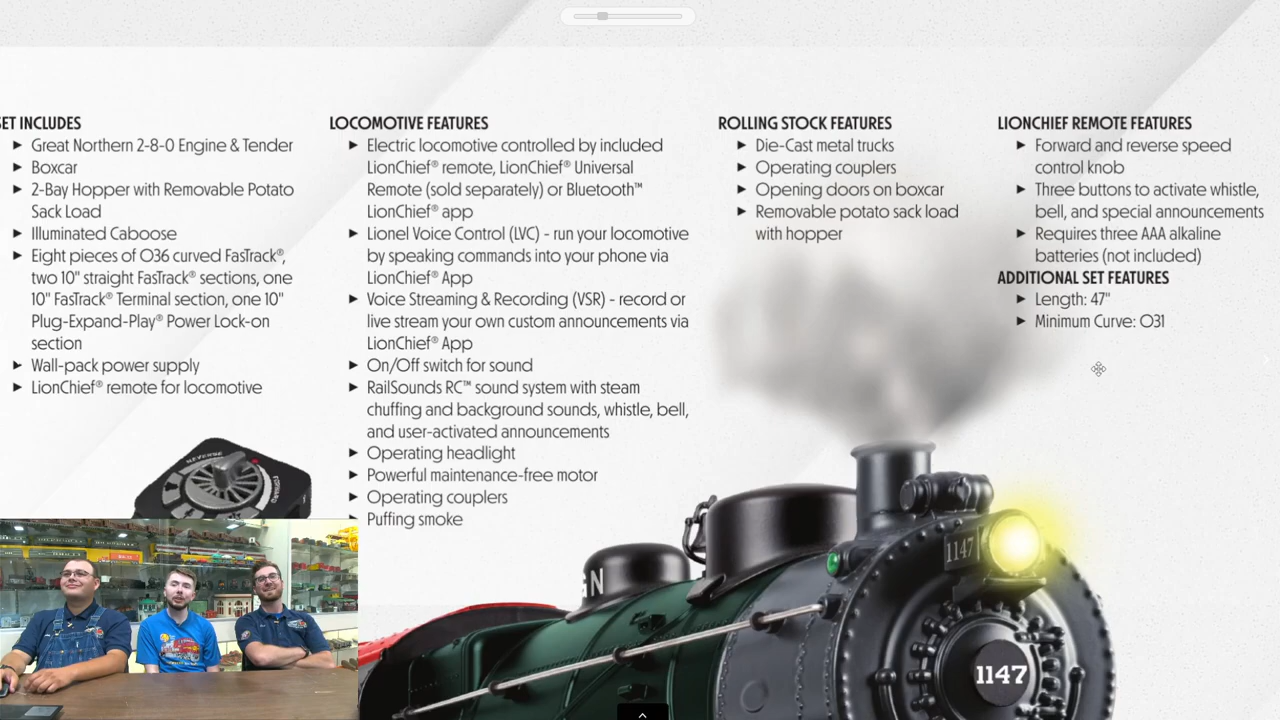 SET INCLUDES
Great Northern 2-8-0 Engine & Tender
Boxcar
2-Bay Hopper with Removable Potato
Sack Load
Illuminated Caboose
Eight pieces of O36 curved FasTrack®,
two 10" straight FasTrack® sections, one
10" FasTrack® Terminal section, one 10"
Plug-Expand-Play® Power Lock-on
section
Wall-pack power supply
LionChief® remote for locomotive
LOCOMOTIVE FEATURES
Electric locomotive controlled by included
LionChief® remote, LionChief® Universal
Remote (sold separately) or Bluetooth™
LionChief® app
Lionel Voice Control (LVC) - run your locomotive
by speaking commands into your phone via
LionChief® App
Voice Streaming & Recording (VSR) - record or
live stream your own custom announcements via
LionChief® App
On/Off switch for sound
RailSounds RC™ sound system with steam
chuffing and background sounds, whistle, bell,
and user-activated announcements
Operating headlight
Powerful maintenance-free motor
Operating couplers
Puffing smoke
ROLLING STOCK FEATURES
Die-Cast metal trucks
Operating couplers
Opening doors on boxcar
Removable potato sack load
with hopper
LIONCHIEF REMOTE FEATURES
Forward and reverse speed
control knob
Three buttons to activate whistle,
bell, and special announcements
Requires three AAA alkaline
batteries (not included)
ADDITIONAL SET FEATURES
Length: 47"
Minimum Curve: O31
REVERSE
FORWARD
1147
N
1147